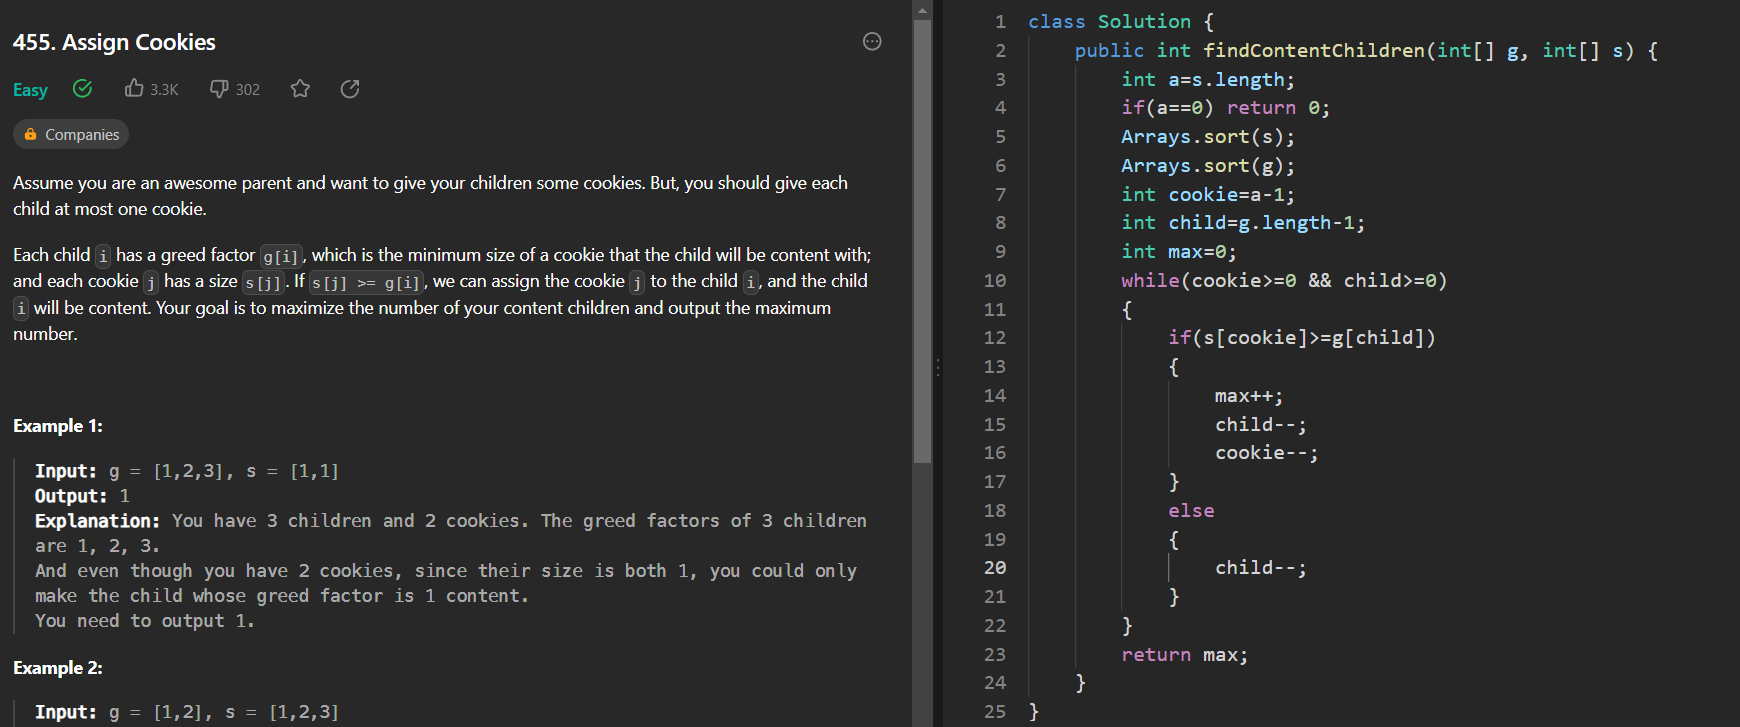 455. Assign Cookies
Easy 3.3K 302
Companies
Assume you are an awesome parent and want to give your children some cookies. But, you should give each
child at most one cookie.
Each child i has a greed factor g[i], which is the minimum size of a cookie that the child will be content with;
and each cookie j has a size s[j]. If s[j] >= g[i], we can assign the cookie j to the child i, and the child
i will be content. Your goal is to maximize the number of your content children and output the maximum
number.
Example 1:
Input: g = [1,2,3], s = [1,1]
Output: 1
Explanation: You have 3 children and 2 cookies. The greed factors of 3 children
are 1, 2, 3.
And even though you have 2 cookies, since their size is both 1, you could only
make the child whose greed factor is 1 content.
You need to output 1.
Example 2:
Input: g = [1,2], s = [1,2,3]
1 class Solution {
2 public int findContentChildren(int[] g, int[] s) {
3 int a=s.length;
4 if(a==0) return 0;
5 Arrays.sort(s);
6 Arrays.sort(g);
7 int cookie=a-1;
8 int child=g.length-1;
9 int max=0;
10 while(cookie>=0 && child>=0)
11 {
12 if(s[cookie]>=g[child])
13 {
14 max++;
15 child--;
16 cookie--;
17 }
18 else
19 {
20 child--;
21 }
22 }
23 return max;
24 }
25 }